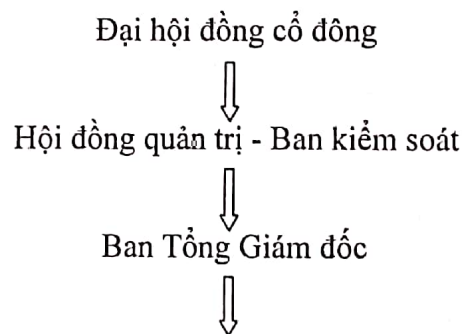 Đại hội đồng cổ đông
Hội đồng quản trị - Ban kiểm soát
Ban Tổng Giám đốc